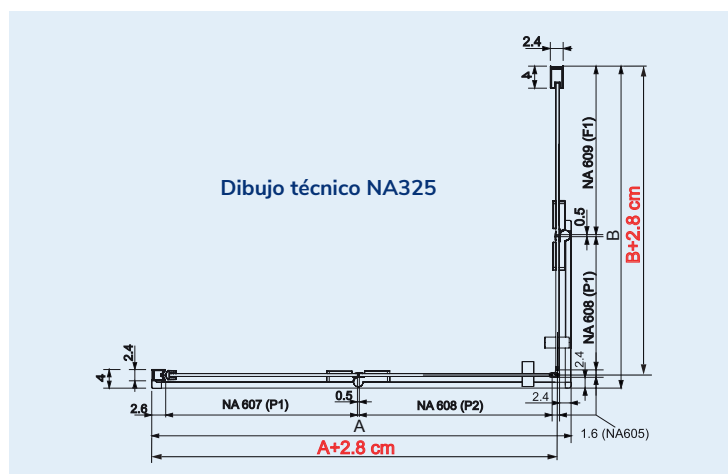 2.4
4
NA 609 (F1)
Dibujo técnico NA325
0.5
B
B+2.8 cm
NA 608 (P1)
2.4
4
2.4
2.6
NA 607 (P1)
0.5
NA 608 (P2)
2.4
A
1.6 (NA605)
A+2.8 cm